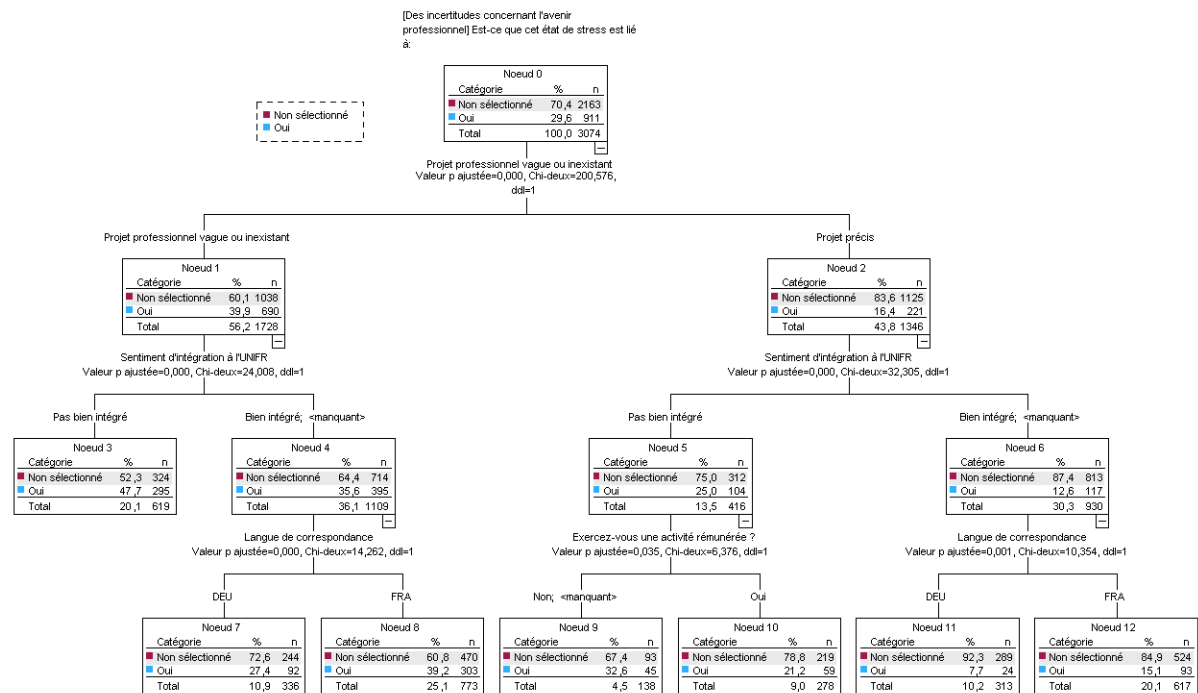 [Des incertitudes concernant l'avenir
professionnel] Est-ce que cet état de stress est lié
à:
Non sélectionné
Oui
Noeud 0
Catégorie % n
Non sélectionné 70,4 2163
Oui 29,6 911
Total 100,0 3074
Projet professionnel vague ou inexistant
Valeur p ajustée=0,000, Chi-deux=200,576,
ddl=1
Projet professionnel vague ou inexistant
Projet précis
Noeud 1
Catégorie % n
Non sélectionné 60,1 1038
Oui 39,9 690
Total 56,2 1728
Noeud 2
Catégorie % n
Non sélectionné 83,6 1125
Oui 16,4 221
Total 43,8 1346
Sentiment d'intégration à l'UNIFR
Valeur p ajustée=0,000, Chi-deux=24,008, ddl=1
Sentiment d'intégration à l'UNIFR
Valeur p ajustée=0,000, Chi-deux=32,305, ddl=1
Pas bien intégré
Bien intégré; <manquant>
Pas bien intégré
Bien intégré; <manquant>
Noeud 3
Catégorie % n
Non sélectionné 52,3 324
Oui 47,7 295
Total 20,1 619
Noeud 4
Catégorie % n
Non sélectionné 64,4 714
Oui 35,6 395
Total 36,1 1109
Noeud 5
Catégorie % n
Non sélectionné 75,0 312
Oui 25,0 104
Total 13,5 416
Noeud 6
Catégorie % n
Non sélectionné 87,4 813
Oui 12,6 117
Total 30,3 930
Langue de correspondance
Valeur p ajustée=0,000, Chi-deux=14,262, ddl=1
Exercez-vous une activité rémunérée ?
Valeur p ajustée=0,035, Chi-deux=6,376, ddl=1
Langue de correspondance
Valeur p ajustée=0,001, Chi-deux=10,354, ddl=1
DEU
FRA
Non; <manquant>
Oui
DEU
FRA
Noeud 7
Catégorie % n
Non sélectionné 72,6 244
Oui 27,4 92
Total 10,9 336
Noeud 8
Catégorie % n
Non sélectionné 60,8 470
Oui 39,2 303
Total 25,1 773
Noeud 9
Catégorie % n
Non sélectionné 67,4 93
Oui 32,6 45
Total 4,5 138
Noeud 10
Catégorie % n
Non sélectionné 78,8 219
Oui 21,2 59
Total 9,0 278
Noeud 11
Catégorie % n
Non sélectionné 92,3 289
Oui 7,7 24
Total 10,2 313
Noeud 12
Catégorie % n
Non sélectionné 84,9 524
Oui 15,1 93
Total 20,1 617